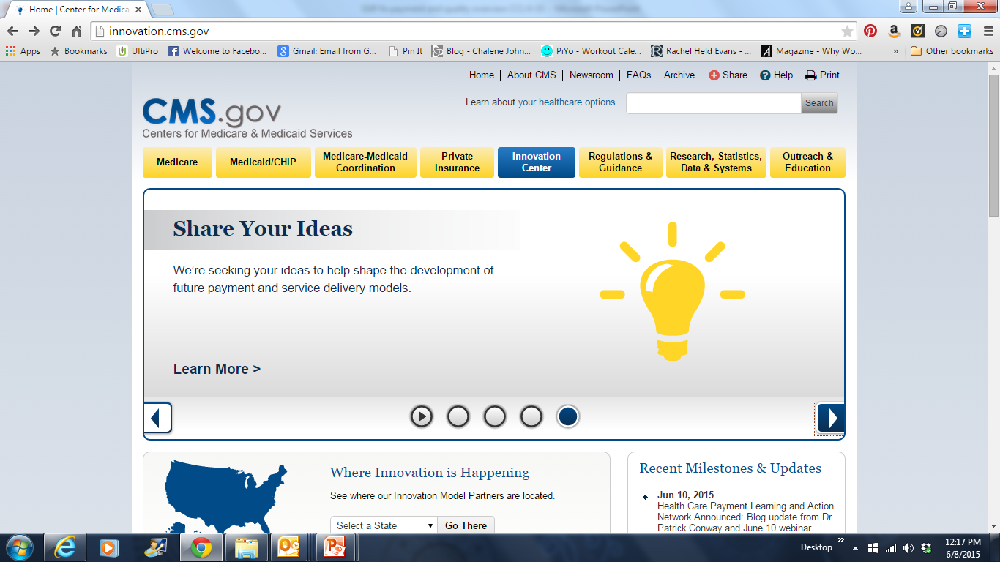 Home | Center for Medica
innovation.cms.gov
Apps Bookmarks UltiPro Welcome to Facebo... Gmail: Email from G... Pin It Blog - Chalene John... PiYo - Workout Cale... Rachel Held Evans - ... Magazine - Why Wo... » Other bookmarks
Home About CMS Newsroom FAQs Archive Share Help Print
Learn about your healthcare options Search
CMS.gov
Centers for Medicare & Medicaid Services
Medicare
Medicaid/CHIP
Medicare-Medicaid
Coordination
Private
Insurance
Innovation
Center
Regulations &
Guidance
Research, Statistics,
Data & Systems
Outreach &
Education
Share Your Ideas
We're seeking your ideas to help shape the development of
future payment and service delivery models.
Learn More >
Where Innovation is Happening
See where our Innovation Model Partners are located.
Select a State Go There
Recent Milestones & Updates
Jun 10, 2015
Health Care Payment Learning and Action
Network Announced: Blog update from Dr.
Patrick Conway and June 10 webinar
Desktop »
12:17 PM
6/8/2015